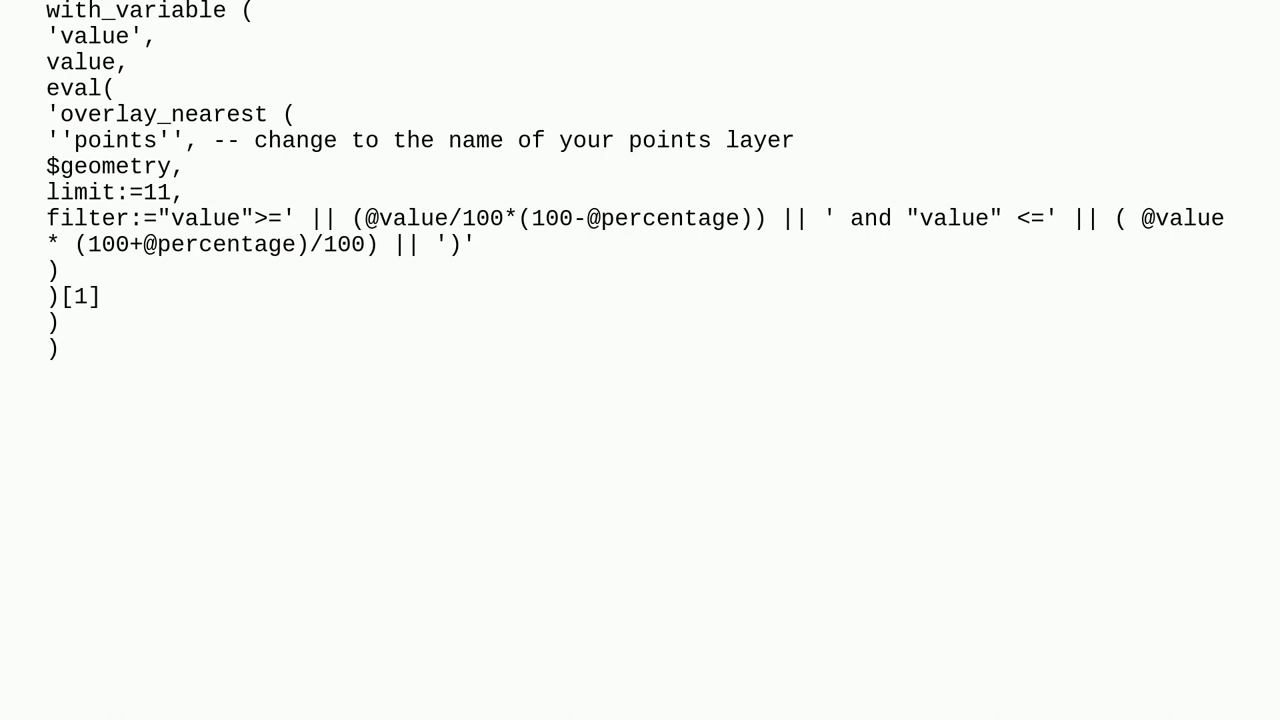 with_variable (
'value',
value,
eval(
'overlay_nearest (
''points'', -- change to the name of your points layer
$geometry,
limit:=11,
filter:="value">=' || (@value/100*(100-@percentage)) || ' and "value" <=' || ( @value
* (100+@percentage)/100) || ')'
)
)[1]
)
)